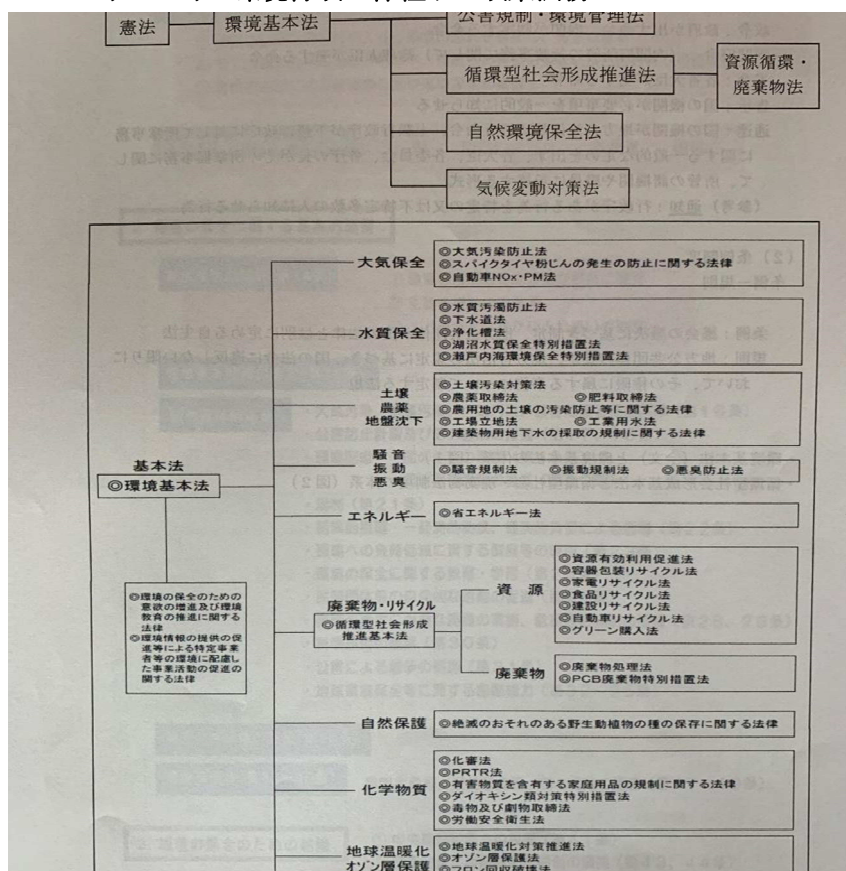 憲法
環境基本法
公害規制・環境管理法
循環型社会形成推進法
資源循環・
廃棄物法
自然環境保全法
気候変動対策法
大気保全
◎大気汚染防止法
◎スパイクタイヤ粉じんの発生の防止に関する法律
◎自動車NOx・PM法
水質保全
◎水質汚濁防止法
◎下水道法
◎浄化槽法
◎湖沼水質保全特別措置法
◎瀬戸内海環境保全特別措置法
土壌
農薬
地盤沈下
◎土壌汚染対策法
◎農薬取締法 ◎肥料取締法
◎農用地の土壌の汚染防止等に関する法律
◎工場立地法 ◎工業用水法
◎建築物用地下水の採取の規制に関する法律
騒音
振動
悪臭
◎騒音規制法 ◎振動規制法 ◎悪臭防止法
基本法
◎環境基本法
エネルギー
◎省エネルギー法
◎環境の保全のための
意欲の増進及び環境
教育の推進に関する
法律
◎環境情報の提供の促
進等による特定事業
者等の環境に配慮し
た事業活動の促進の
関する法律
廃棄物・リサイクル
◎循環型社会形成
推進基本法
資源
◎資源有効利用促進法
◎容器包装リサイクル法
◎家電リサイクル法
◎食品リサイクル法
◎建設リサイクル法
◎自動車リサイクル法
◎グリーン購入法
廃棄物
◎廃棄物処理法
◎PCB廃棄物特別措置法
自然保護
◎絶滅のおそれのある野生動植物の種の保存に関する法律
化学物質
◎化審法
◎PRTR法
◎有害物質を含有する家庭用品の規制に関する法律
◎ダイオキシン類対策特別措置法
◎毒物及び劇物取締法
◎労働安全衛生法
地球温暖化
オゾン層保護
◎地球温暖化対策推進法
◎オゾン層保護法
◎フロン回収破壊法